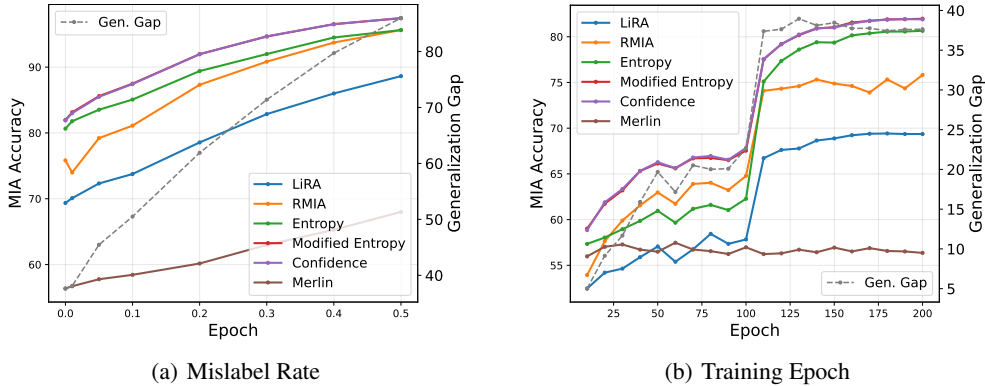 Gen. Gap
MIA Accuracy
90
80
70
60
80
70
60
50
40
Generalization Gap
LiRA
RMIA
Entropy
Modified Entropy
Confidence
Merlin
0.0 0.1 0.2 0.3 0.4 0.5
Epoch
(a) Mislabel Rate
LiRA
RMIA
Entropy
Modified Entropy
Confidence
Merlin
MIA Accuracy
80
75
70
65
60
55
40
35
30
25
20
15
10
5
Generalization Gap
Gen. Gap
25 50 75 100 125 150 175 200
Epoch
(b) Training Epoch